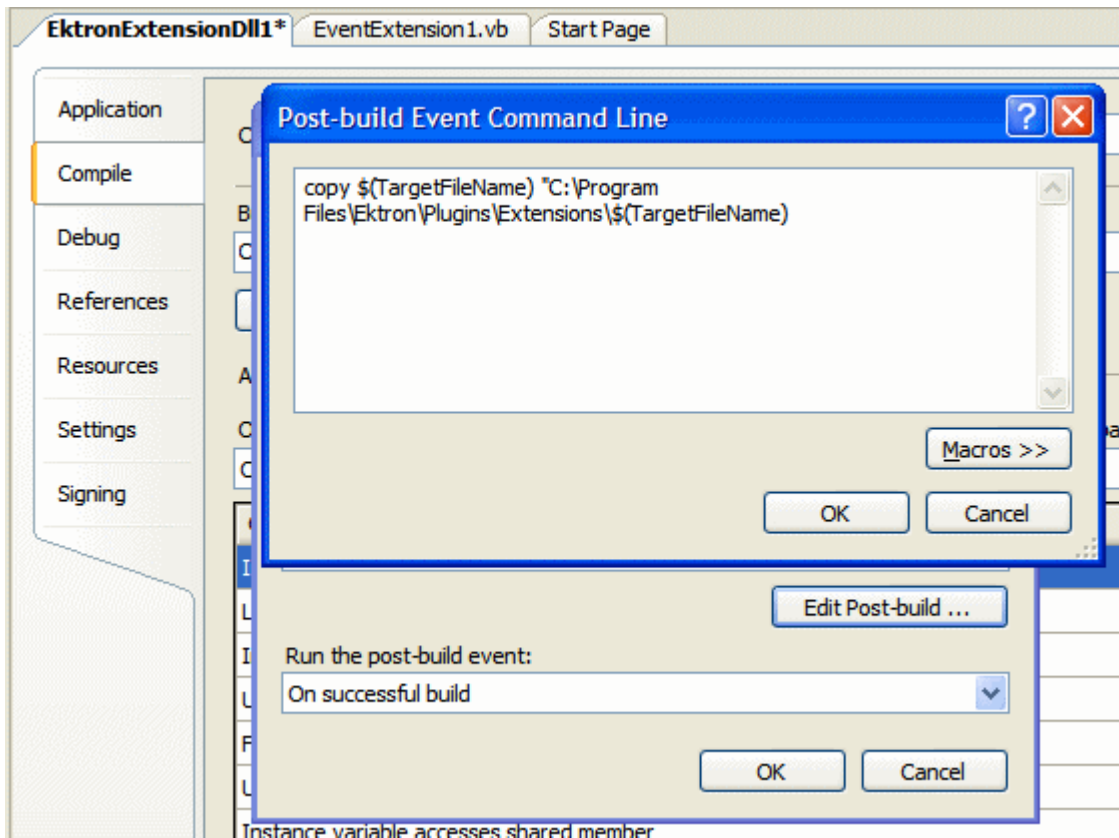 EktronExtensionDll1* EventExtension1.vb Start Page
Application
Compile
Debug
References
Resources
Settings
Signing
Post-build Event Command Line
copy $(TargetFileName) "C:\Program
Files\Ektron\Plugins\Extensions\$(TargetFileName)
Macros >>
OK Cancel
Edit Post-build ...
Run the post-build event:
On successful build
OK Cancel
Instance variable accesses shared member